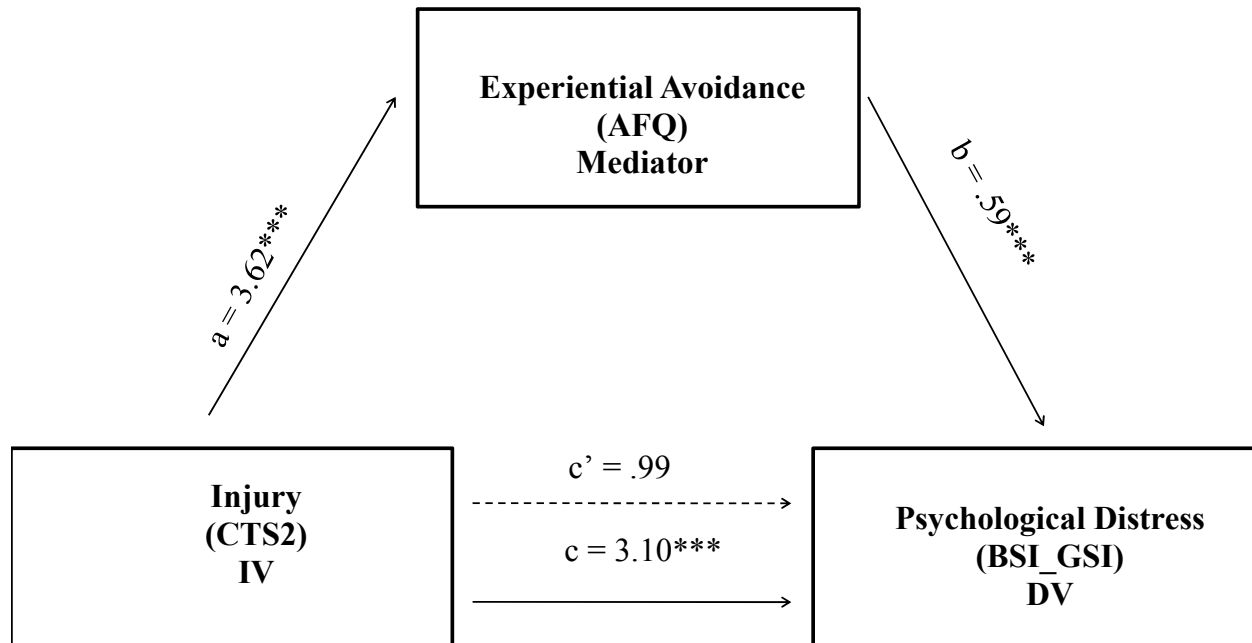 Experiential Avoidance
(AFQ)
Mediator
a = 3.62***
b = .59***
c’ = .99
c = 3.10***
Injury
(CTS2)
IV
Psychological Distress
(BSI_GSI)
DV